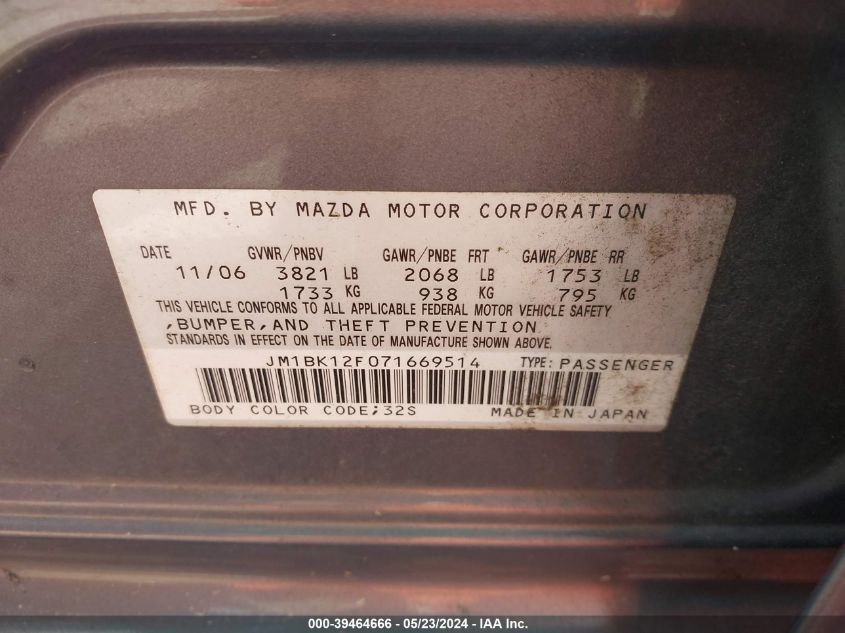 MFD. BY MAZDA MOTOR CORPORATION
DATE GVWR/PNBV GAWR/PNBE FRT GAWR/PNBE RR
11/06 3821 LB 2068 LB 1753 LB
1733 KG 938 KG 795 KG
THIS VEHICLE CONFORMS TO ALL APPLICABLE FEDERAL MOTOR VEHICLE SAFETY
,BUMPER,AND THEFT PREVENTION
STANDARDS IN EFFECT ON THE DATE OF MANUFACTURE SHOWN ABOVE.
JM1BK12F071669514 TYPE: PASSENGER
BODY COLOR CODE;32S MADE IN JAPAN
000-39464666 - 05/23/2024 - IAA Inc.